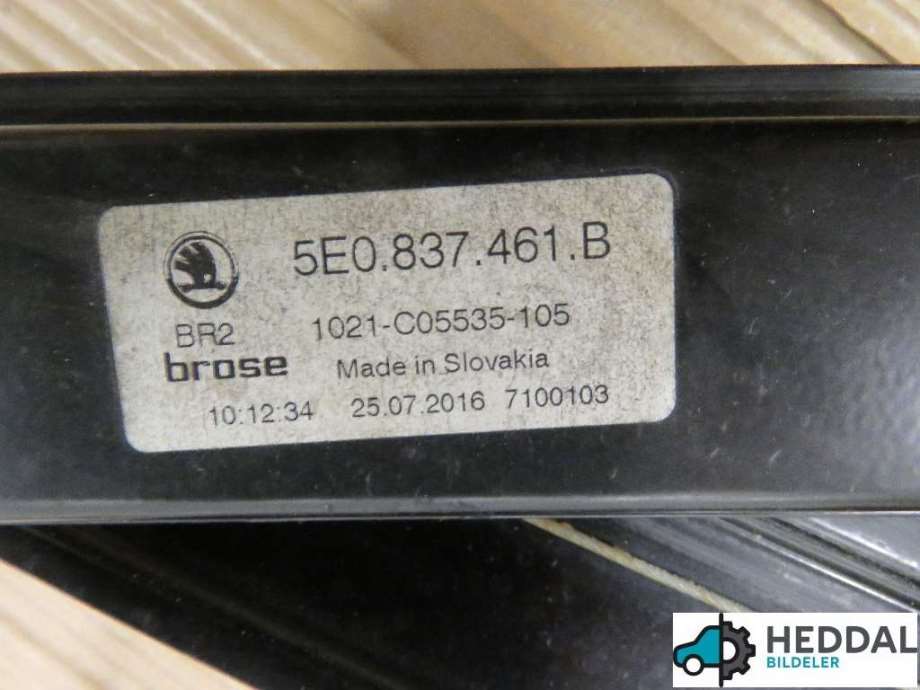 5E0.837.461.B
BR2 1021-C05535-105
brose Made in Slovakia
10:12:34 25.07.2016 7100103
HEDDAL
BILDELER